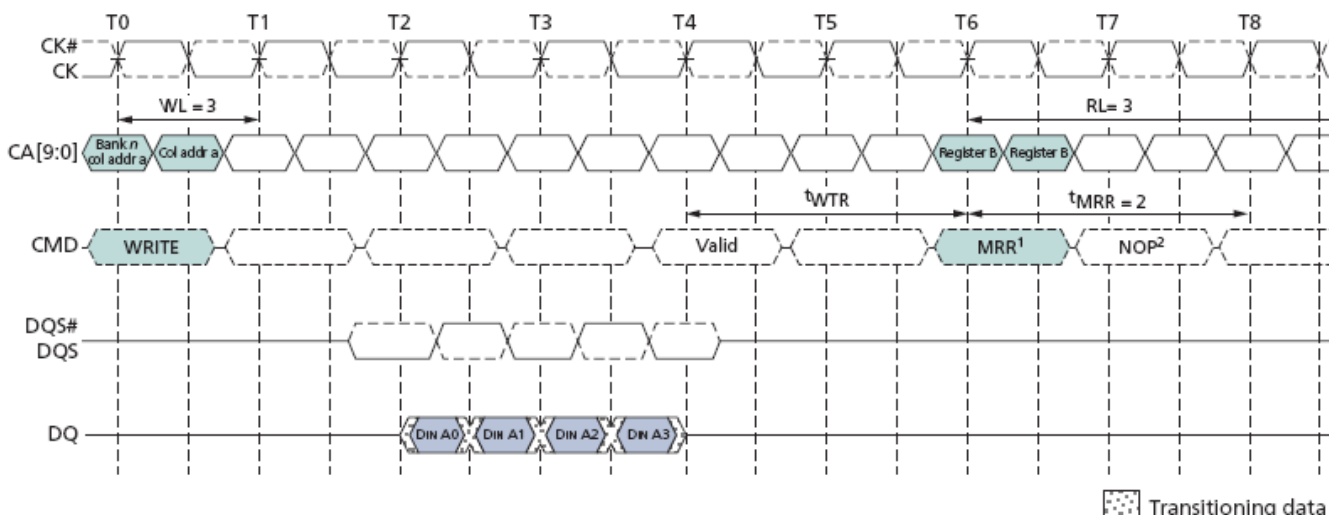 T0 T1 T2 T3 T4 T5 T6 T7 T8
CK#
CK
WL = 3 RL= 3
CA[9:0] Bank n col addr a Col addr a Register B Register B
tWTR tMRR = 2
CMD WRITE Valid MRR1 NOP2
DQS#
DQS
DQ DIN A0 DIN A1 DIN A2 DIN A3
Transitioning data